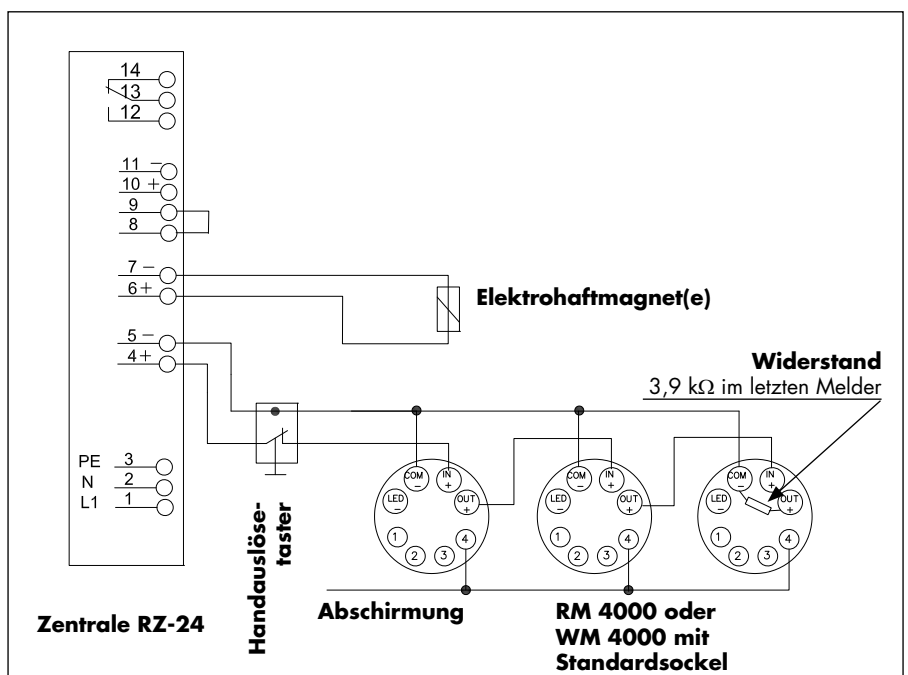 14
13
12
11 −
10 +
9
8
7 −
6 +
5 −
4 +
PE 3
N 2
L1 1
Zentrale RZ-24
Elektrohaftmagnet(e)
Widerstand
3,9 kΩ im letzten Melder
Handauslöse-
taster
COM −
IN +
LED −
OUT +
1
2
3
4
COM −
IN +
LED −
OUT +
1
2
3
4
COM −
IN +
LED −
OUT +
1
2
3
4
Abschirmung
RM 4000 oder
WM 4000 mit
Standardsockel